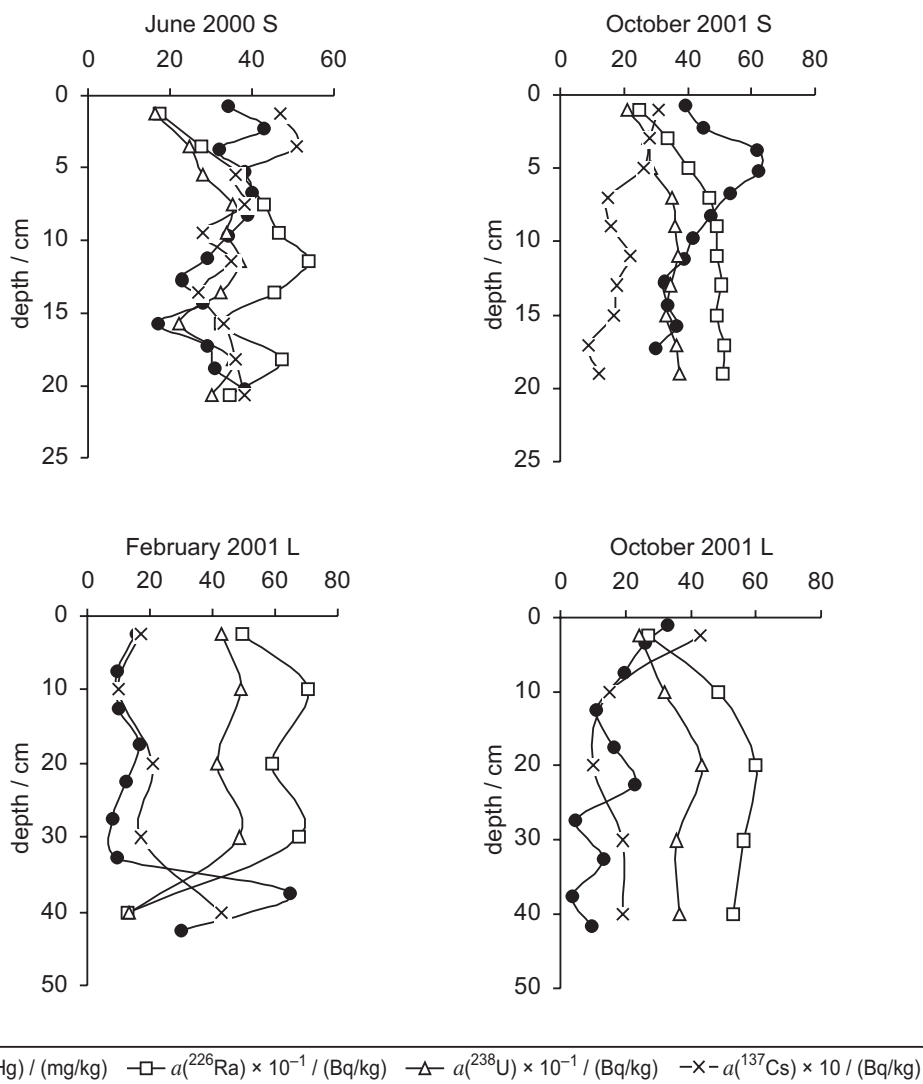 June 2000 S
0 20 40 60
0
5
10
15
20
25
depth / cm
October 2001 S
0 20 40 60 80
0
5
10
15
20
25
depth / cm
February 2001 L
0 20 40 60 80
0
10
20
30
40
50
depth / cm
October 2001 L
0 20 40 60 80
0
10
20
30
40
50
depth / cm
Hg) / (mg/kg) a(²²⁶Ra) × 10⁻¹ / (Bq/kg) a(²³⁸U) × 10⁻¹ / (Bq/kg) a(¹³⁷Cs) × 10 / (Bq/kg)